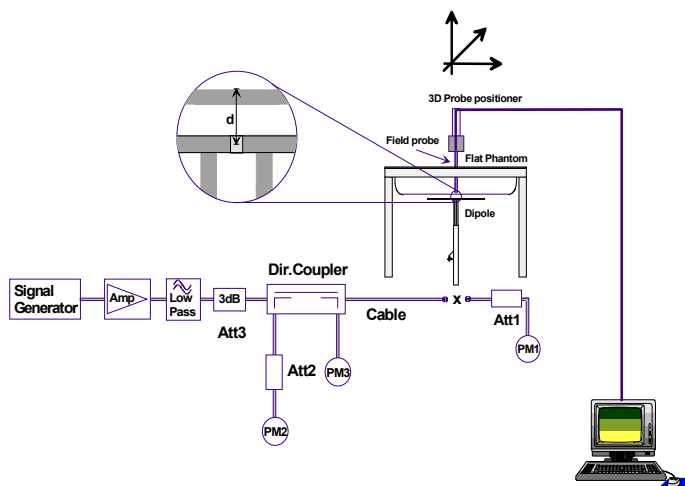 d
3D Probe positioner
Field probe
Flat Phantom
Dipole
Dir.Coupler
Signal
Generator
Amp
Low
Pass
3dB
Cable
x
Att3
Att1
Att2
PM3
PM1
PM2